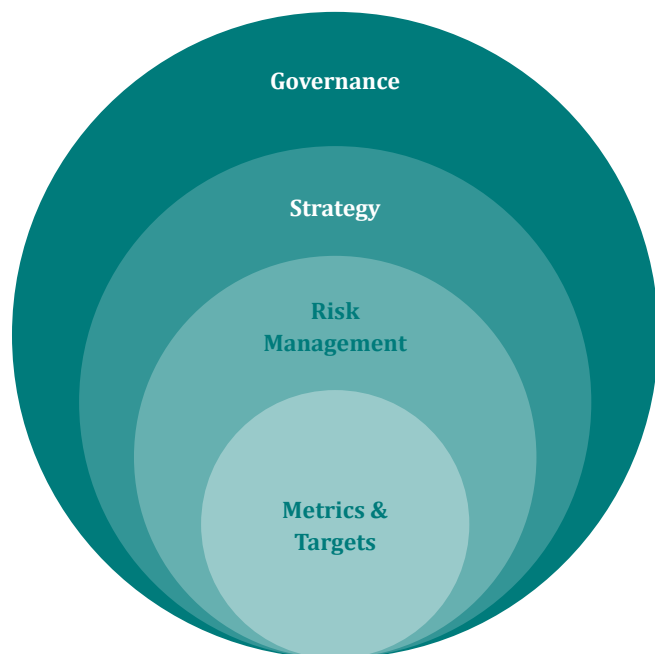 Governance
Strategy
Risk
Management
Metrics &
Targets